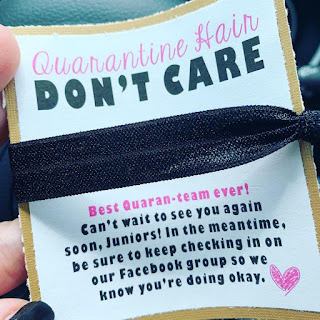 Quarantine Hair
DON'T CARE
Best Quaran-team ever!
Can't wait to see you again
soon, Juniors! In the meantime,
be sure to keep checking in on
our Facebook group so we
know you're doing okay.